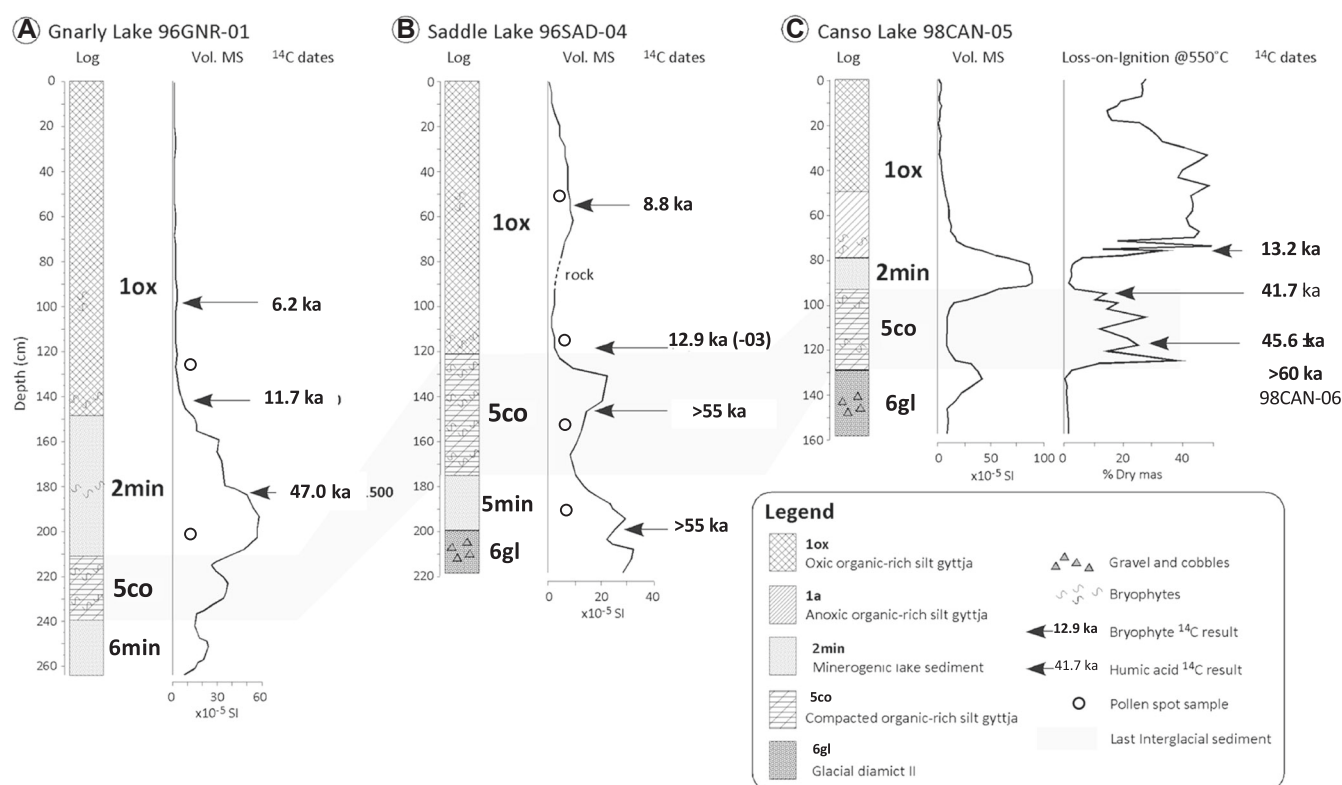 A Gnarly Lake 96GNR-01
Log
Vol. MS
14C dates
0
20
40
60
80
100
120
140
160
180
200
220
240
260
Depth (cm)
1ox
2min
5co
6min
6.2 ka
11.7 ka
47.0 ka
.500
0 30 60
x10-5 SI
B Saddle Lake 96SAD-04
Log
Vol. MS
14C dates
0
20
40
60
80
100
120
140
160
180
200
220
1ox
5co
5min
6gl
rock
8.8 ka
12.9 ka (-03)
>55 ka
>55 ka
0 20 40
x10-5 SI
C Canso Lake 98CAN-05
Log
Vol. MS
Loss-on-Ignition @550°C
14C dates
0
20
40
60
80
100
120
140
160
1ox
2min
5co
6gl
13.2 ka
41.7 ka
45.6 ka
>60 ka
98CAN-06
0 50 100
x10-5 SI
0 20 40
% Dry mas
Legend
1ox
Oxic organic-rich silt gyttja
1a
Anoxic organic-rich silt gyttja
2min
Minerogenic lake sediment
5co
Compacted organic-rich silt gyttja
6gl
Glacial diamict II
Gravel and cobbles
Bryophytes
12.9 ka Bryophyte 14C result
41.7 ka Humic acid 14C result
Pollen spot sample
Last Interglacial sediment